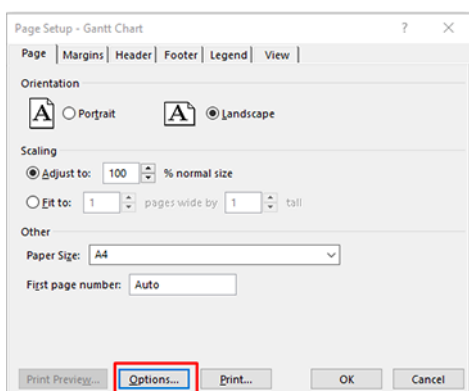 Page Setup - Gantt Chart ? ×
Page Margins Header Footer Legend View
Orientation
A Portrait A Landscape
Scaling
Adjust to: 100 % normal size
Fit to: 1 pages wide by 1 tall
Other
Paper Size: A4
First page number: Auto
Print Preview... Options... Print... OK Cancel